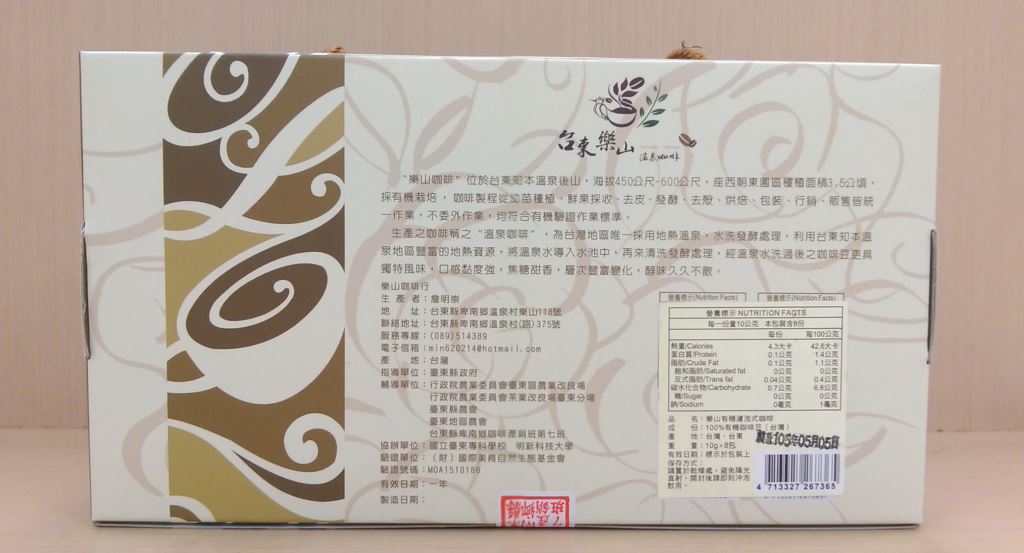 台東樂山
溫泉咖啡
"樂山咖啡"位於台東知本溫泉後山，海拔450公尺-600公尺，座西朝東園區種植面積3.5公頃，
採有機栽培，咖啡製程從幼苗種植、鮮果採收、去皮、發酵、去殼、烘焙、包裝、行銷、販售皆統
一作業，不委外作業，均符合有機驗證作業標準。
生產之咖啡稱之"溫泉咖啡"，為台灣地區唯一採用地熱溫泉，水洗發酵處理，利用台東知本溫
泉地區豐富的地熱資源，將溫泉水導入水池中，再來清洗發酵處理，經溫泉水洗過後之咖啡豆更具
獨特風味，口感黏度強，焦糖甜香，層次豐富變化，醇味久久不散。
樂山咖啡行
生 產 者：詹明崇
地 址：台東縣卑南鄉溫泉村樂山118號
聯絡地址：台東縣卑南鄉溫泉村(路)375號
服務專線：(089)514389
電子信箱：min620214@hotmail.com
產 地：台灣
指導單位：臺東縣政府
輔導單位：行政院農業委員會臺東區農業改良場
行政院農業委員會茶業改良場臺東分場
臺東縣農會
臺東地區農會
台東縣卑南鄉咖啡產銷班第七班
協辦單位：國立臺東專科學校 明新科技大學
驗證單位：（財）國際美育自然生態基金會
驗證證號：MOA1510186
有效日期：一年
製造日期：
營養標示(Nutrition Facts) 營養標示(Nutrition Facts)
營養標示 NUTRITION FACTS
每一份量10公克 本包裝含8份
每份 每100公克
熱量/Calories 4.3大卡 42.6大卡
蛋白質/Protein 0.1公克 1.4公克
脂肪/Crude Fat 0.1公克 1.1公克
飽和脂肪/Saturated fat 0公克 0公克
反式脂肪/Trans fat 0.04公克 0.4公克
碳水化合物/Carbohydrate 0.7公克 6.8公克
糖/Sugar 0公克 0公克
鈉/Sodium 0毫克 1毫克
品 名：樂山有機濾泡式咖啡
成 份：100%有機咖啡豆（台灣）
產 地：台灣、台東
重 量：10g×8包
製造105年05月05日
有效日期：標示於包裝上
保存方式：
請置於乾燥處，避免陽光
直射，開封後請即刻沖泡
飲用。
4 713327 267365